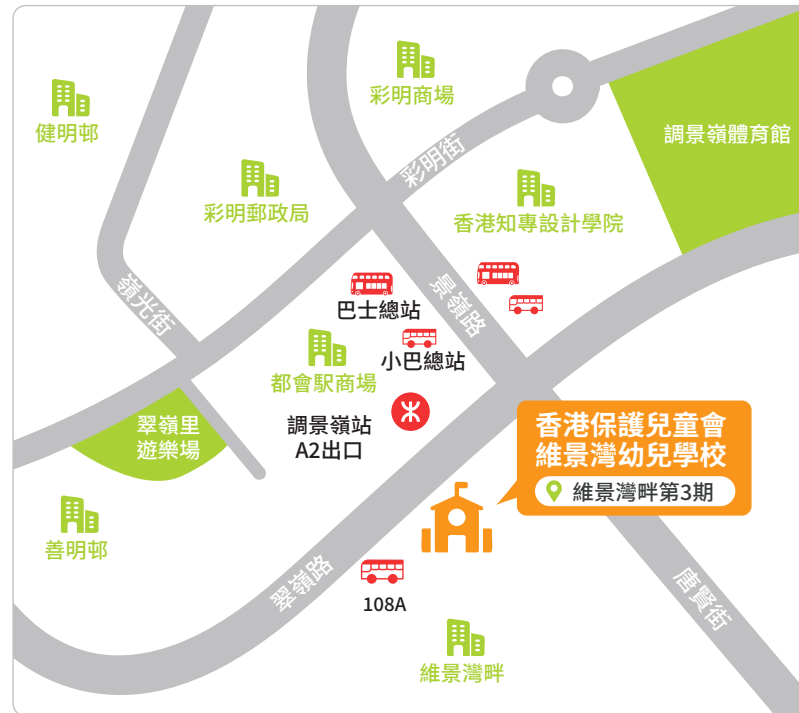 彩明商場
健明邨
調景嶺體育館
彩明街
彩明郵政局
香港知專設計學院
嶺光街
巴士總站
景嶺路
小巴總站
都會駅商場
翠嶺里
遊樂場
調景嶺站
A2出口
香港保護兒童會
維景灣幼兒學校
維景灣畔第3期
善明邨
翠嶺路
108A
唐賢街
維景灣畔